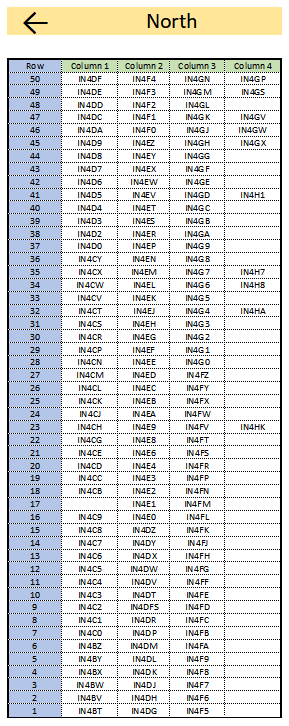 North
Row Column 1 Column 2 Column 3 Column 4
50 IN4DF IN4F4 IN4GN IN4GP
49 IN4DE IN4F3 IN4GM IN4GS
48 IN4DD IN4F2 IN4GL
47 IN4DC IN4F1 IN4GK IN4GV
46 IN4DA IN4F0 IN4GJ IN4GW
45 IN4D9 IN4EZ IN4GH IN4GX
44 IN4D8 IN4EY IN4GG
43 IN4D7 IN4EX IN4GF
42 IN4D6 IN4EW IN4GE
41 IN4D5 IN4EV IN4GD IN4H1
40 IN4D4 IN4ET IN4GC
39 IN4D3 IN4ES IN4GB
38 IN4D2 IN4ER IN4GA
37 IN4D0 IN4EP IN4G9
36 IN4CY IN4EN IN4G8
35 IN4CX IN4EM IN4G7 IN4H7
34 IN4CW IN4EL IN4G6 IN4H8
33 IN4CV IN4EK IN4G5
32 IN4CT IN4EJ IN4G4 IN4HA
31 IN4CS IN4EH IN4G3
30 IN4CR IN4EG IN4G2
29 IN4CP IN4EF IN4G1
28 IN4CN IN4EE IN4G0
27 IN4CM IN4ED IN4FZ
26 IN4CL IN4EC IN4FY
25 IN4CK IN4EB IN4FX
24 IN4CJ IN4EA IN4FW
23 IN4CH IN4E9 IN4FV IN4HK
22 IN4CG IN4E8 IN4FT
21 IN4CE IN4E6 IN4FS
20 IN4CD IN4E4 IN4FR
19 IN4CC IN4E3 IN4FP
18 IN4CB IN4E2 IN4FN
17 IN4E1 IN4FM
16 IN4C9 IN4E0 IN4FL
15 IN4C8 IN4DZ IN4FK
14 IN4C7 IN4DY IN4FJ
13 IN4C6 IN4DX IN4FH
12 IN4C5 IN4DW IN4FG
11 IN4C4 IN4DV IN4FF
10 IN4C3 IN4DT IN4FE
9 IN4C2 IN4DFS IN4FD
8 IN4C1 IN4DR IN4FC
7 IN4C0 IN4DP IN4FB
6 IN4BZ IN4DM IN4FA
5 IN4BY IN4DL IN4F9
4 IN4BX IN4DK IN4F8
3 IN4BW IN4DJ IN4F7
2 IN4BV IN4DH IN4F6
1 IN4BT IN4DG IN4F5